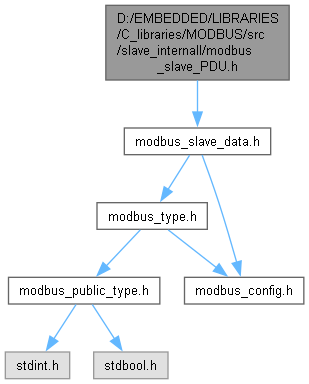 D:/EMBEDDED/LIBRARIES
/C_libraries/MODBUS/src
/slave_internall/modbus
_slave_PDU.h
modbus_slave_data.h
modbus_type.h
modbus_public_type.h
modbus_config.h
stdint.h
stdbool.h